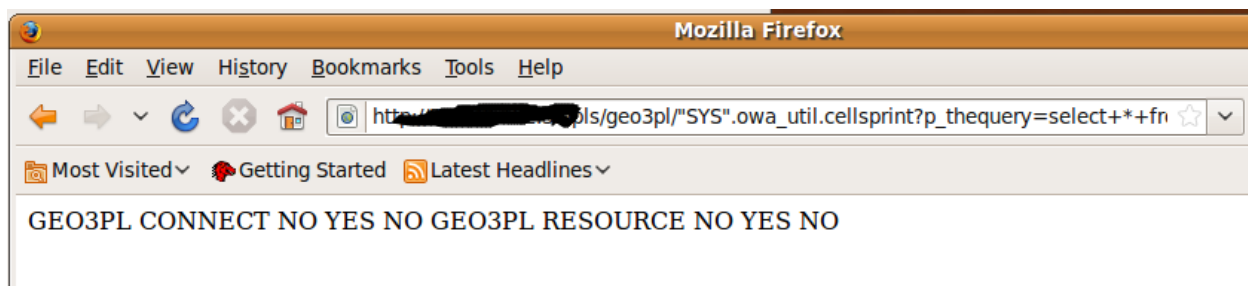 Mozilla Firefox
File Edit View History Bookmarks Tools Help
pls/geo3pl/"SYS".owa_util.cellsprint?p_thequery=select+*+fr
Most Visited Getting Started Latest Headlines
GEO3PL CONNECT NO YES NO GEO3PL RESOURCE NO YES NO